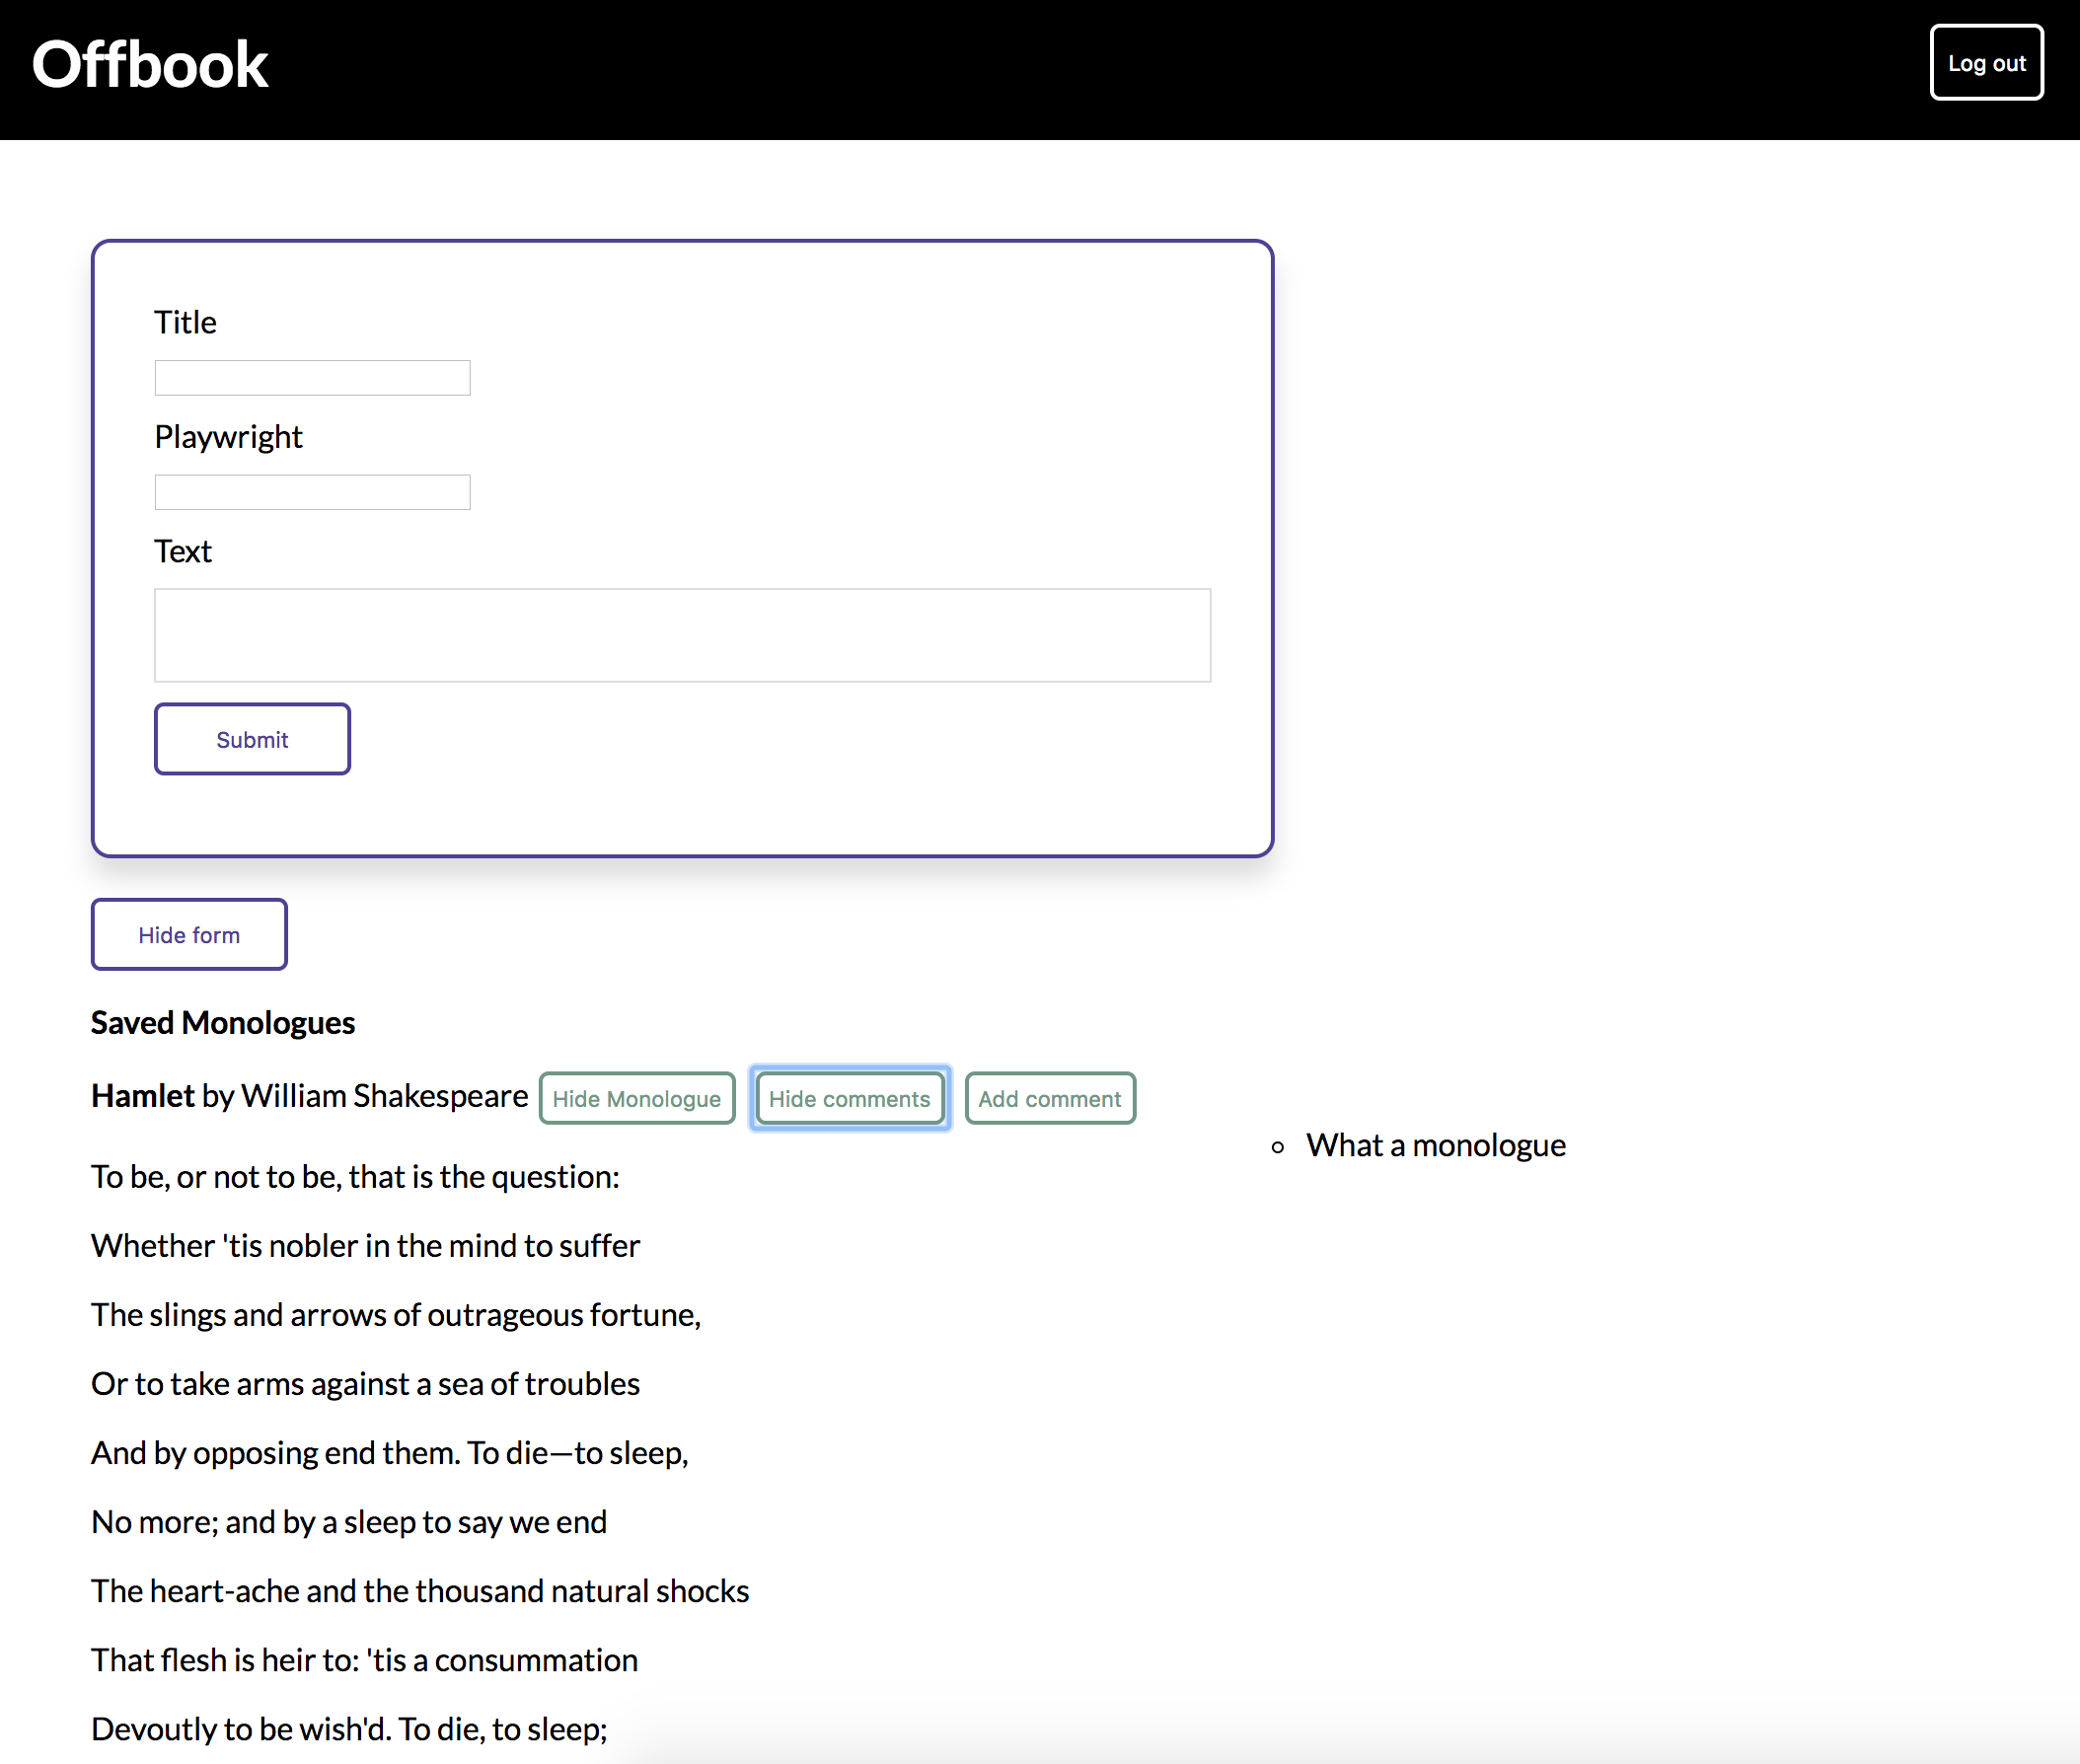 Offbook
Log out
Title
Playwright
Text
Submit
Hide form
Saved Monologues
Hamlet by William Shakespeare Hide Monologue Hide comments Add comment
What a monologue
To be, or not to be, that is the question:
Whether 'tis nobler in the mind to suffer
The slings and arrows of outrageous fortune,
Or to take arms against a sea of troubles
And by opposing end them. To die—to sleep,
No more; and by a sleep to say we end
The heart-ache and the thousand natural shocks
That flesh is heir to: 'tis a consummation
Devoutly to be wish'd. To die, to sleep;